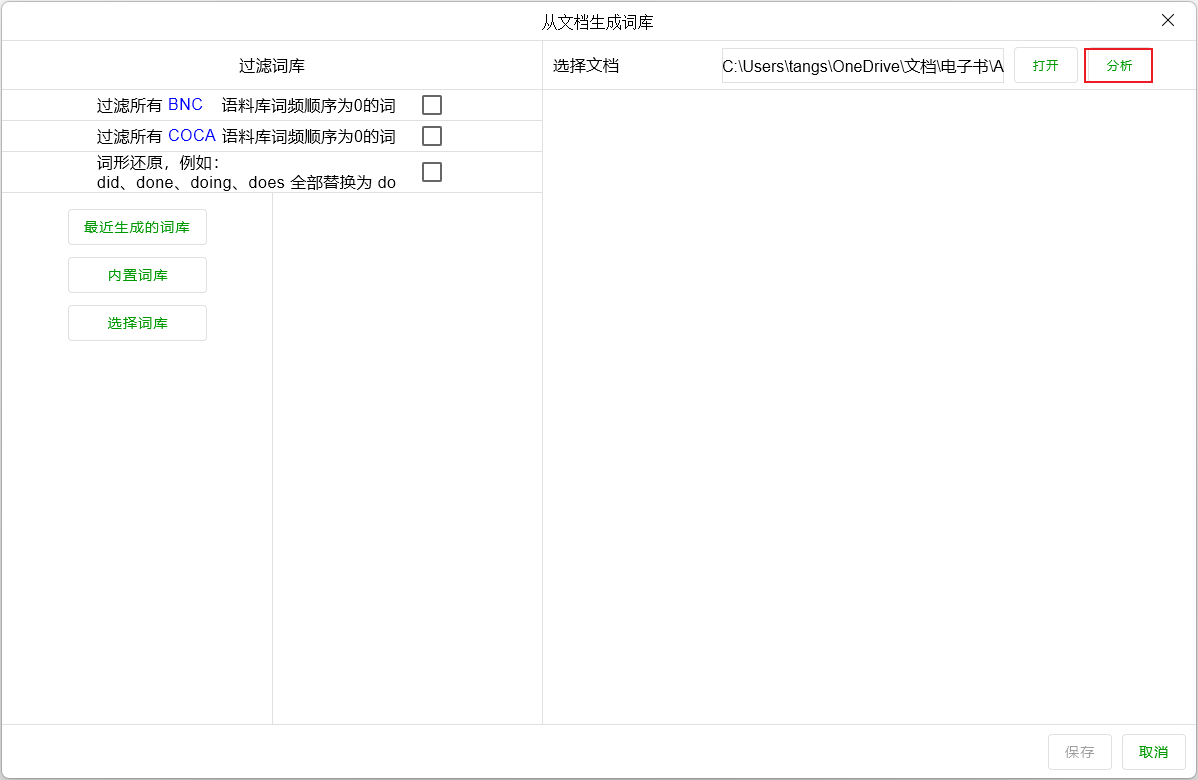 从文档生成词库
过滤词库
选择文档
C:\Users\tangs\OneDrive\文档\电子书\A
打开
分析
过滤所有 BNC 语料库词频顺序为0的词
过滤所有 COCA 语料库词频顺序为0的词
词形还原，例如：
did、done、doing、does 全部替换为 do
最近生成的词库
内置词库
选择词库
保存
取消